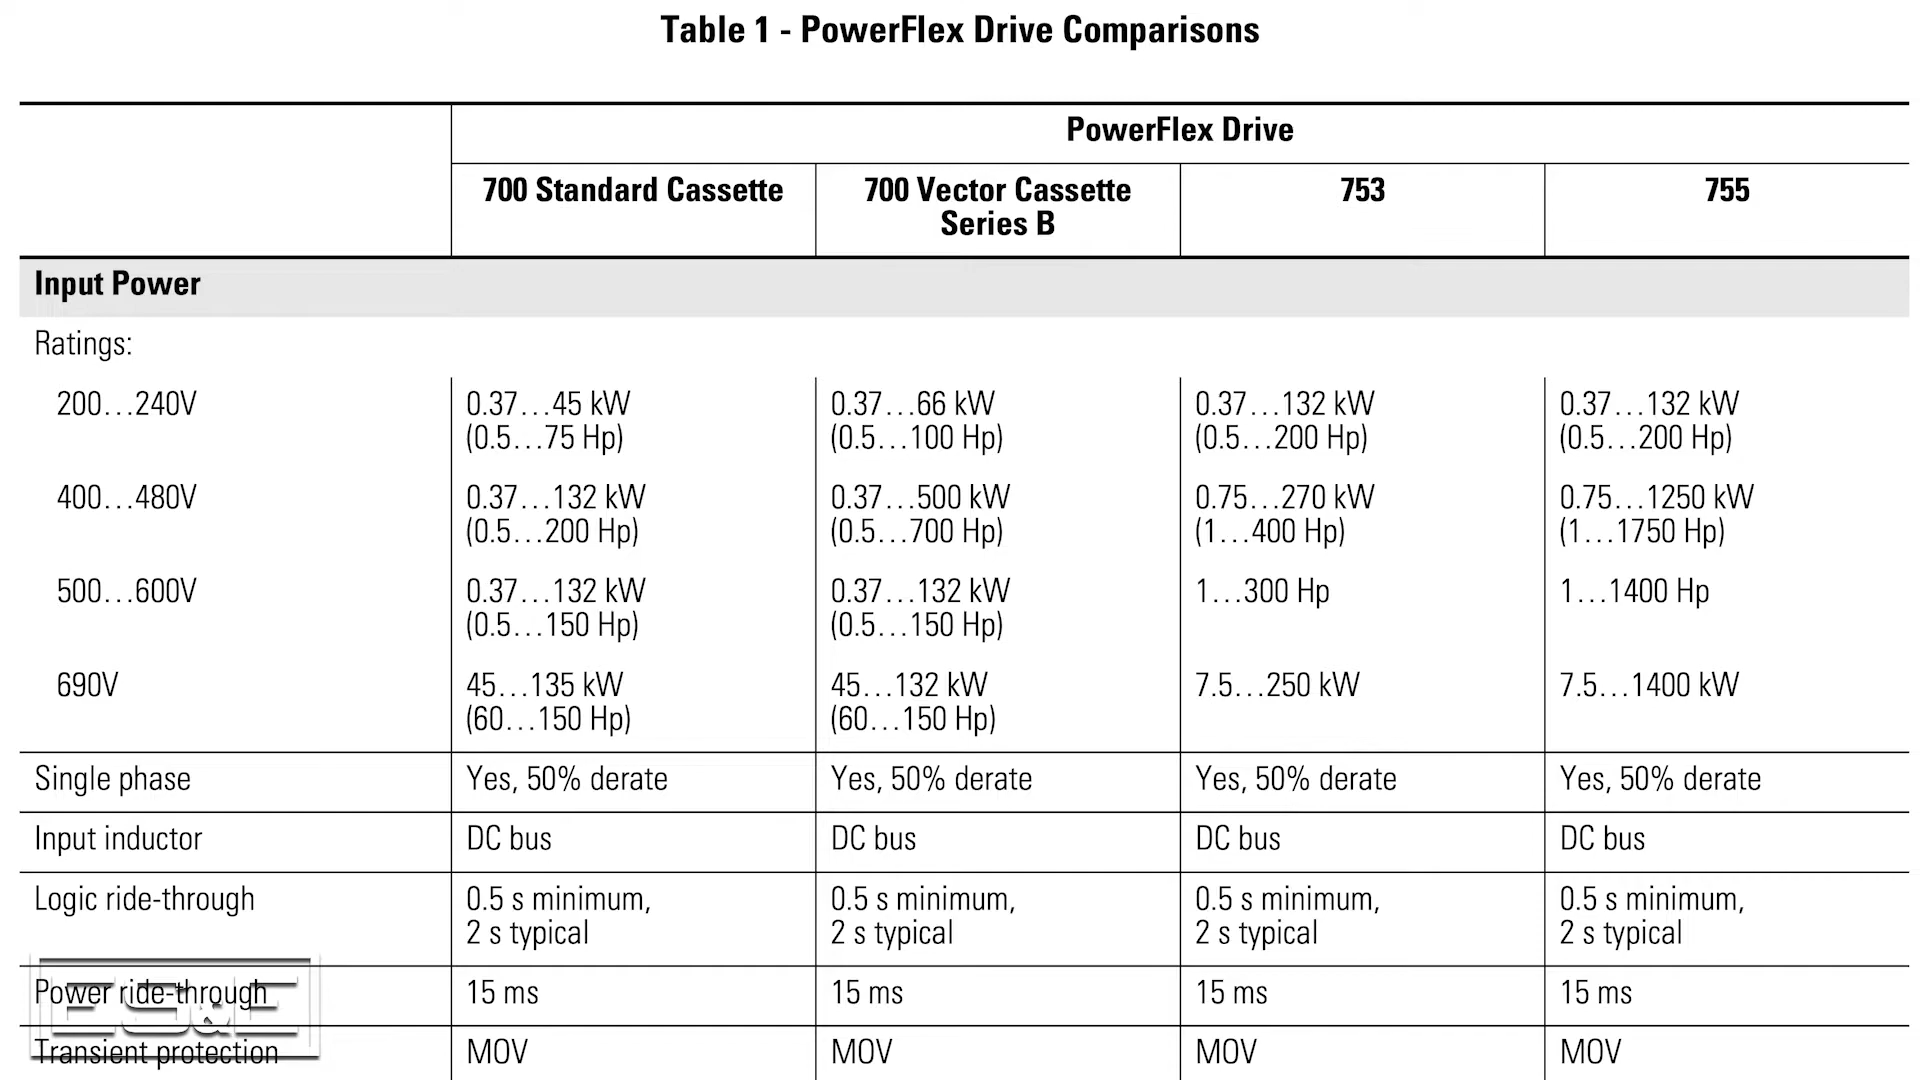 Table 1 - PowerFlex Drive Comparisons
PowerFlex Drive
700 Standard Cassette
700 Vector Cassette
Series B
753
755
Input Power
Ratings:
200...240V
0.37...45 kW
(0.5...75 Hp)
0.37...66 kW
(0.5...100 Hp)
0.37...132 kW
(0.5...200 Hp)
0.37...132 kW
(0.5...200 Hp)
400...480V
0.37...132 kW
(0.5...200 Hp)
0.37...500 kW
(0.5...700 Hp)
0.75...270 kW
(1...400 Hp)
0.75...1250 kW
(1...1750 Hp)
500...600V
0.37...132 kW
(0.5...150 Hp)
0.37...132 kW
(0.5...150 Hp)
1...300 Hp
1...1400 Hp
690V
45...135 kW
(60...150 Hp)
45...132 kW
(60...150 Hp)
7.5...250 kW
7.5...1400 kW
Single phase
Yes, 50% derate
Yes, 50% derate
Yes, 50% derate
Yes, 50% derate
Input inductor
DC bus
DC bus
DC bus
DC bus
Logic ride-through
0.5 s minimum,
2 s typical
0.5 s minimum,
2 s typical
0.5 s minimum,
2 s typical
0.5 s minimum,
2 s typical
Power ride-through
15 ms
15 ms
15 ms
15 ms
ES&E
Transient protection
MOV
MOV
MOV
MOV